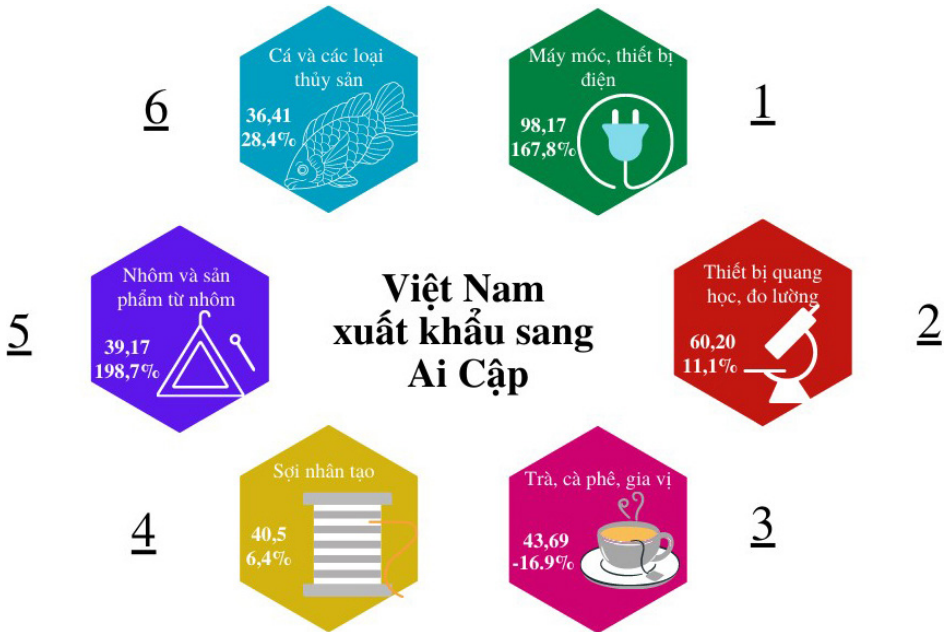 Việt Nam
xuất khẩu sang
Ai Cập
1
Máy móc, thiết bị
điện
98,17
167,8%
2
Thiết bị quang
học, đo lường
60,20
11,1%
3
Trà, cà phê, gia vị
43,69
-16.9%
4
Sợi nhân tạo
40,5
6,4%
5
Nhôm và sản
phẩm từ nhôm
39,17
198,7%
6
Cá và các loại
thủy sản
36,41
28,4%